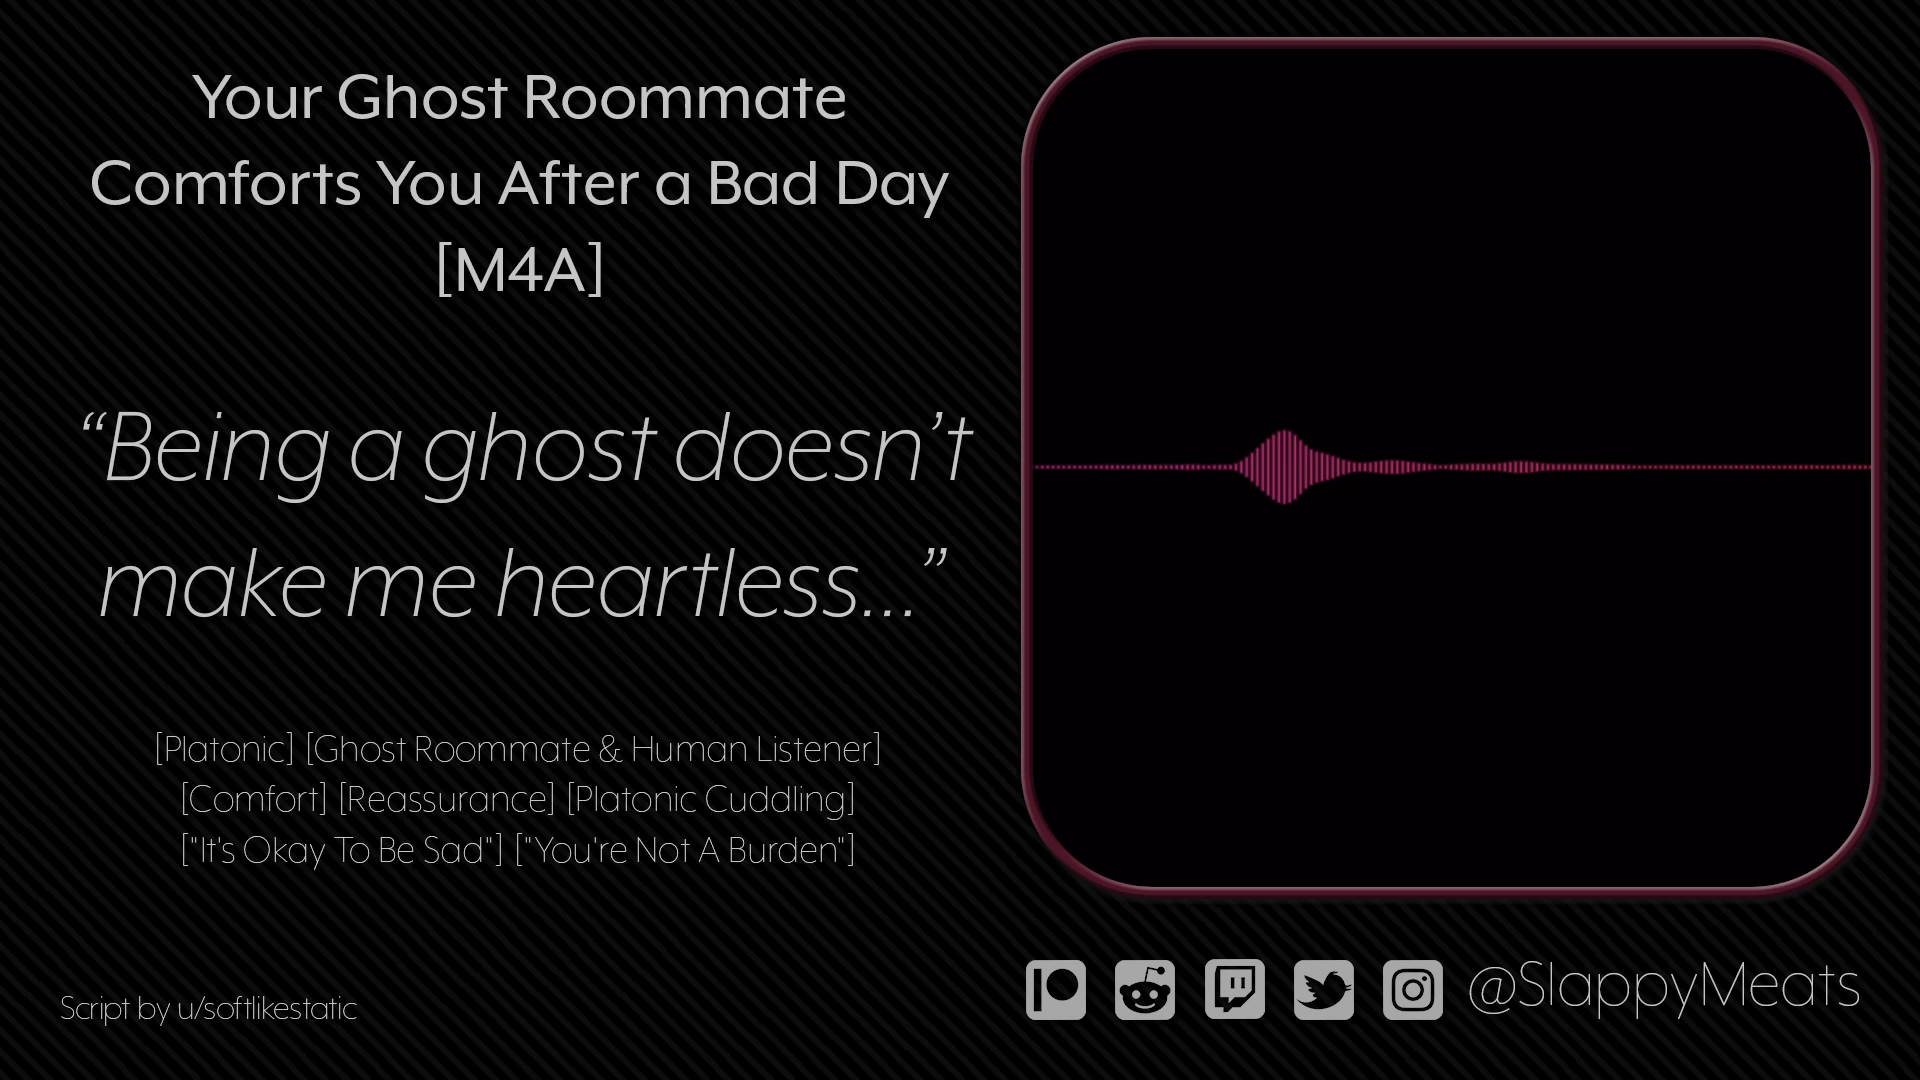 Your Ghost Roommate
Comforts You After a Bad Day
[M4A]
“Being a ghost doesn’t
make me heartless...”
[Platonic] [Ghost Roommate & Human Listener]
[Comfort] [Reassurance] [Platonic Cuddling]
["It's Okay To Be Sad"] ["You're Not A Burden"]
Script by u/softlikestatic
@SlappyMeats